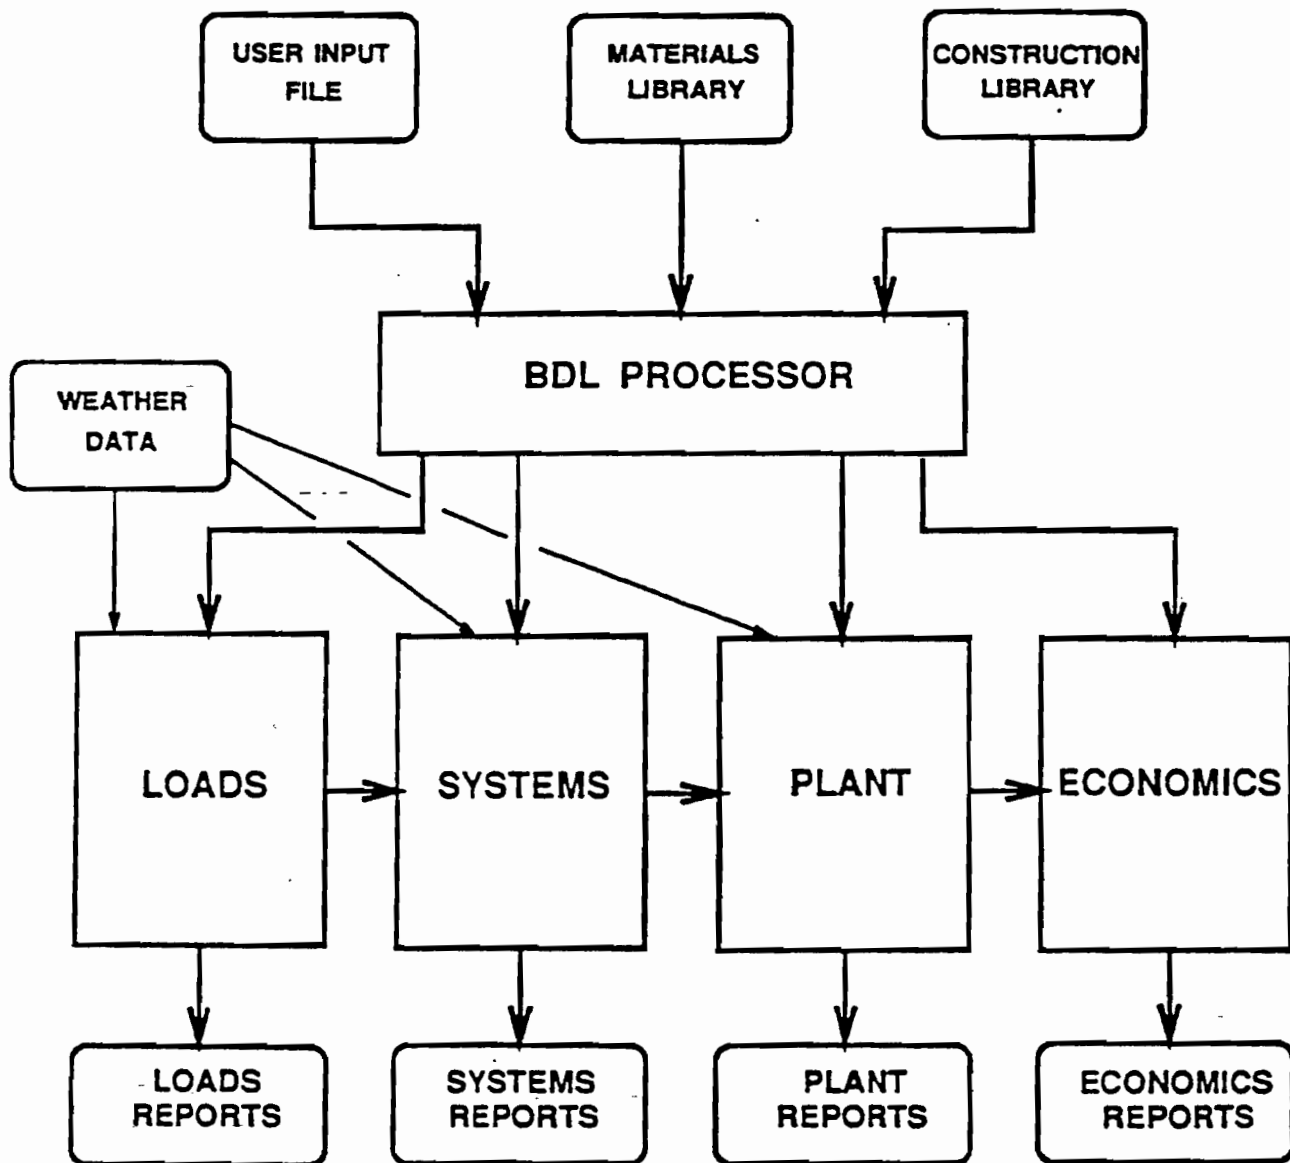 USER INPUT
FILE
MATERIALS
LIBRARY
CONSTRUCTION
LIBRARY
BDL PROCESSOR
WEATHER
DATA
LOADS
SYSTEMS
PLANT
ECONOMICS
LOADS
REPORTS
SYSTEMS
REPORTS
PLANT
REPORTS
ECONOMICS
REPORTS